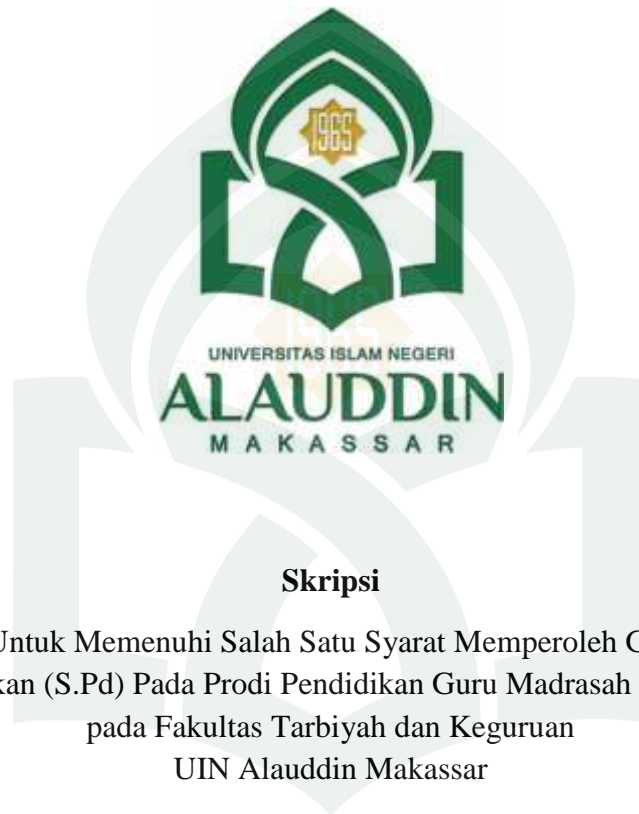 1965
UNIVERSITAS ISLAM NEGERI
ALAUDDIN
MAKASSAR
Skripsi
Untuk Memenuhi Salah Satu Syarat Memperoleh G
kan (S.Pd) Pada Prodi Pendidikan Guru Madrasah
pada Fakultas Tarbiyah dan Keguruan
UIN Alauddin Makassar